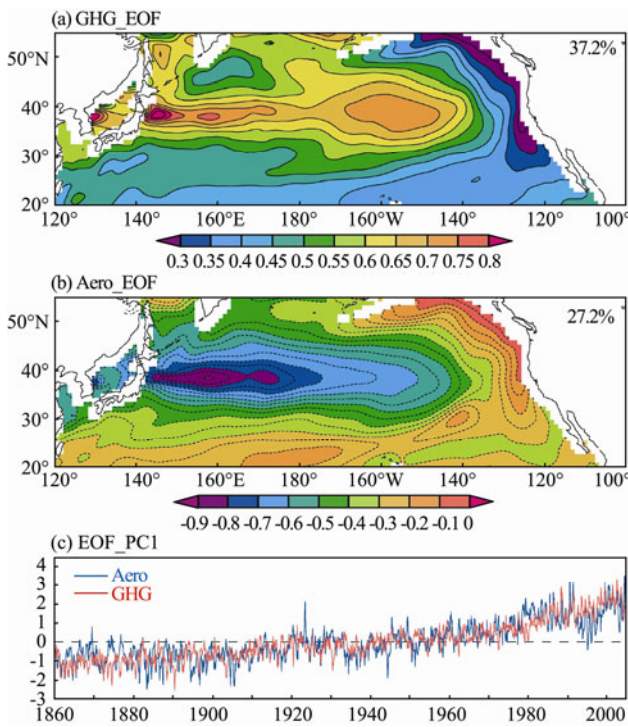 (a) GHG_EOF
37.2%
50°N
40°
30°
20°
120° 140° 160°E 180° 160°W 140° 120° 100°
0.3 0.35 0.4 0.45 0.5 0.55 0.6 0.65 0.7 0.75 0.8
(b) Aero_EOF
27.2%
50°N
40°
30°
20°
120° 140° 160°E 180° 160°W 140° 120° 100°
-0.9 -0.8 -0.7 -0.6 -0.5 -0.4 -0.3 -0.2 -0.1 0
(c) EOF_PC1
Aero
GHG
4
3
2
1
0
-1
-2
-3
1860 1880 1900 1920 1940 1960 1980 2000